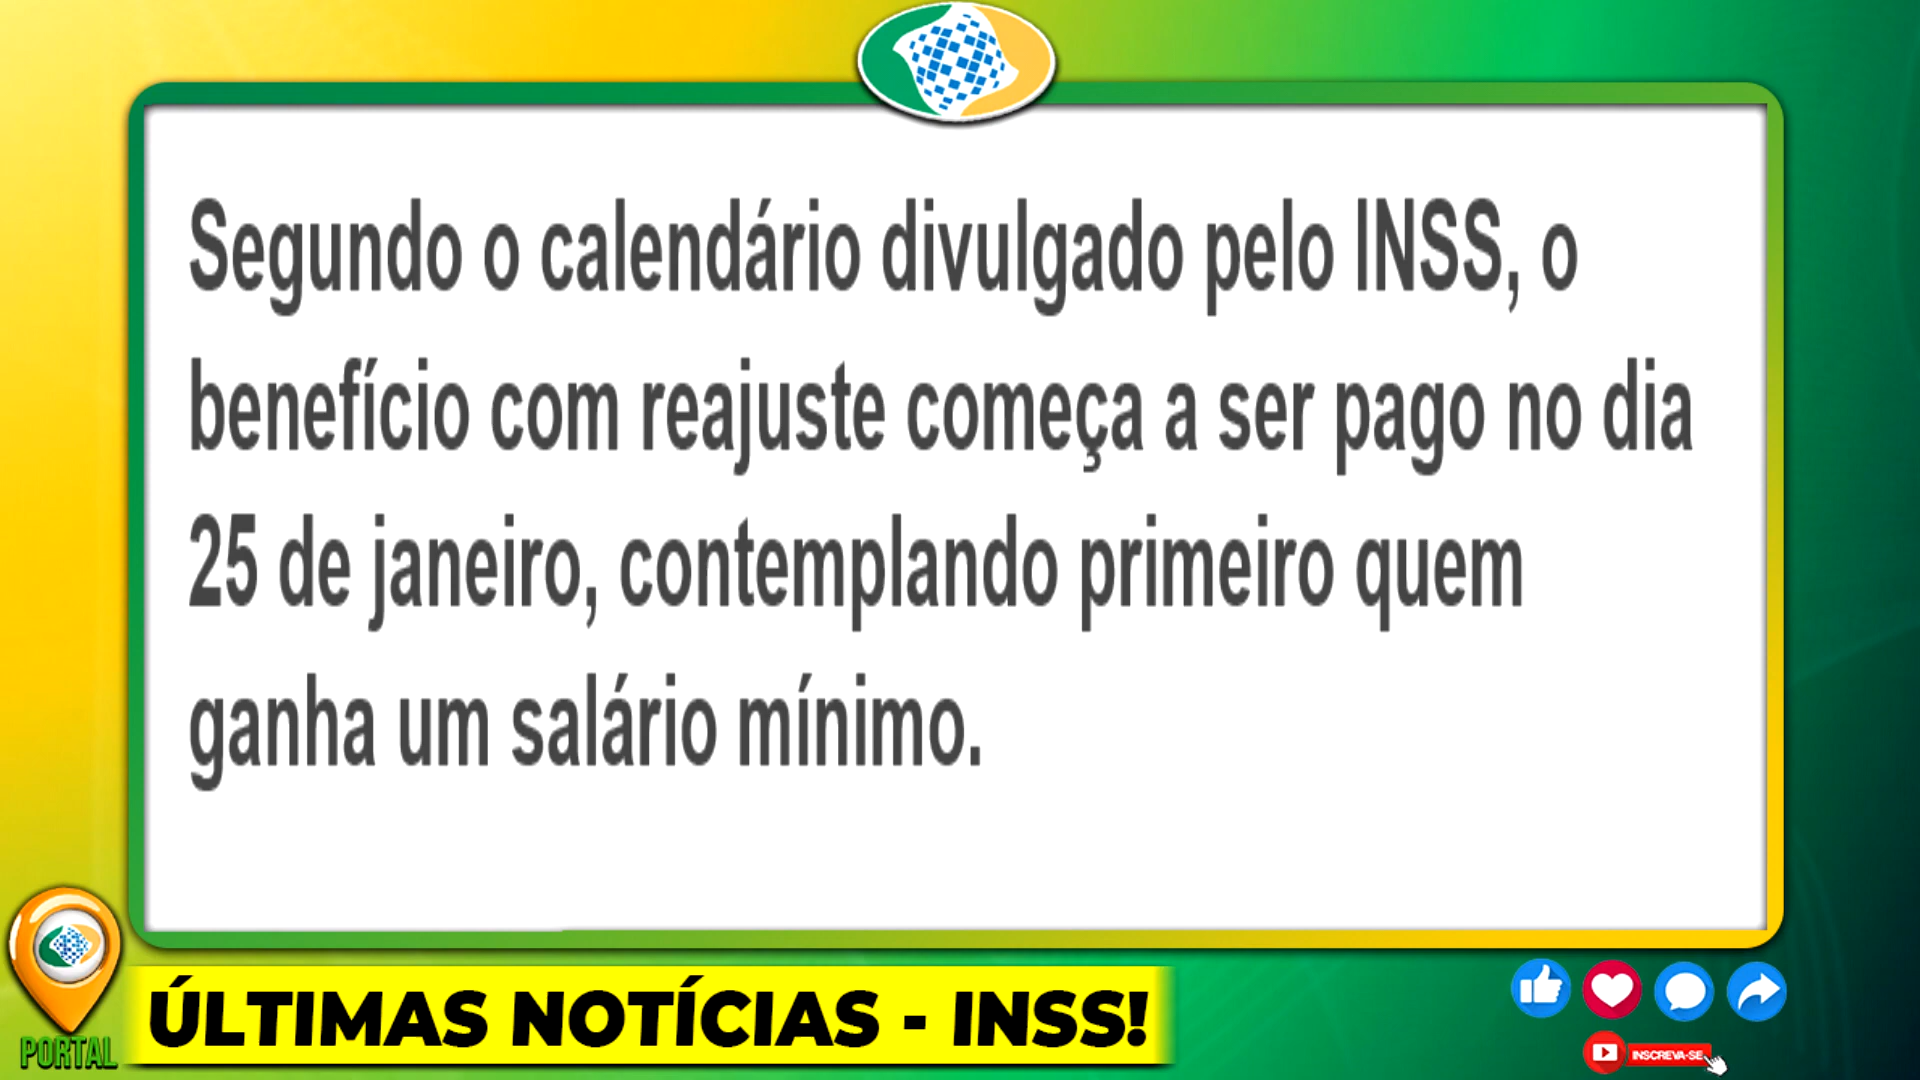 Segundo o calendário divulgado pelo INSS, o
benefício com reajuste começa a ser pago no dia
25 de janeiro, contemplando primeiro quem
ganha um salário mínimo.
PORTAL
ÚLTIMAS NOTÍCIAS - INSS!
INSCREVA-SE